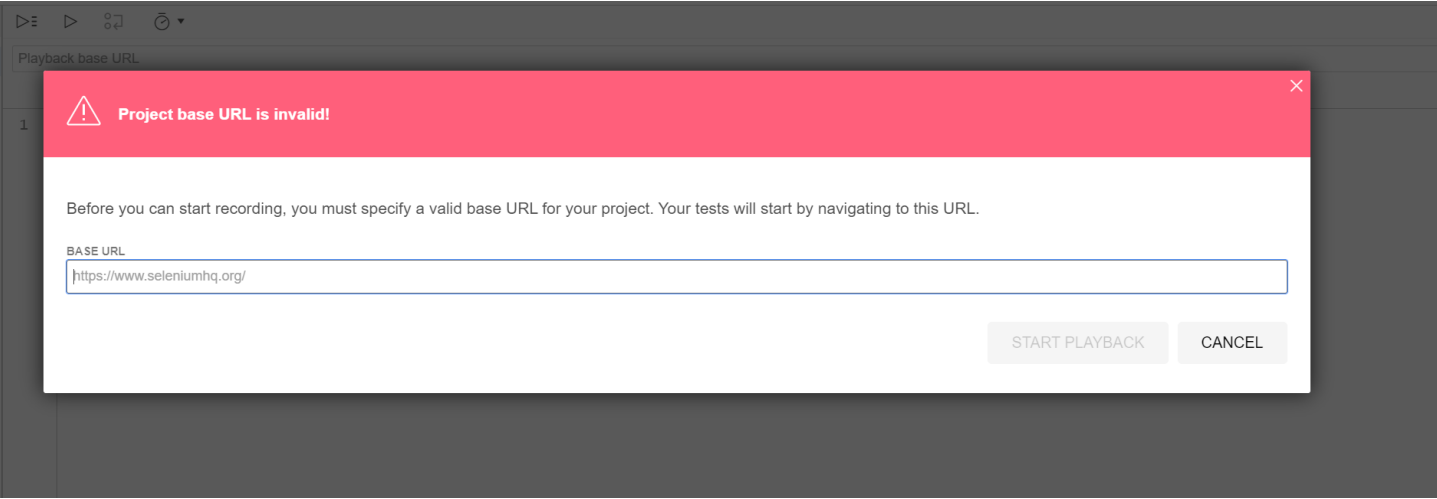 Playback base URL
Project base URL is invalid!
1
Before you can start recording, you must specify a valid base URL for your project. Your tests will start by navigating to this URL.
BASE URL
https://www.seleniumhq.org/
START PLAYBACK CANCEL